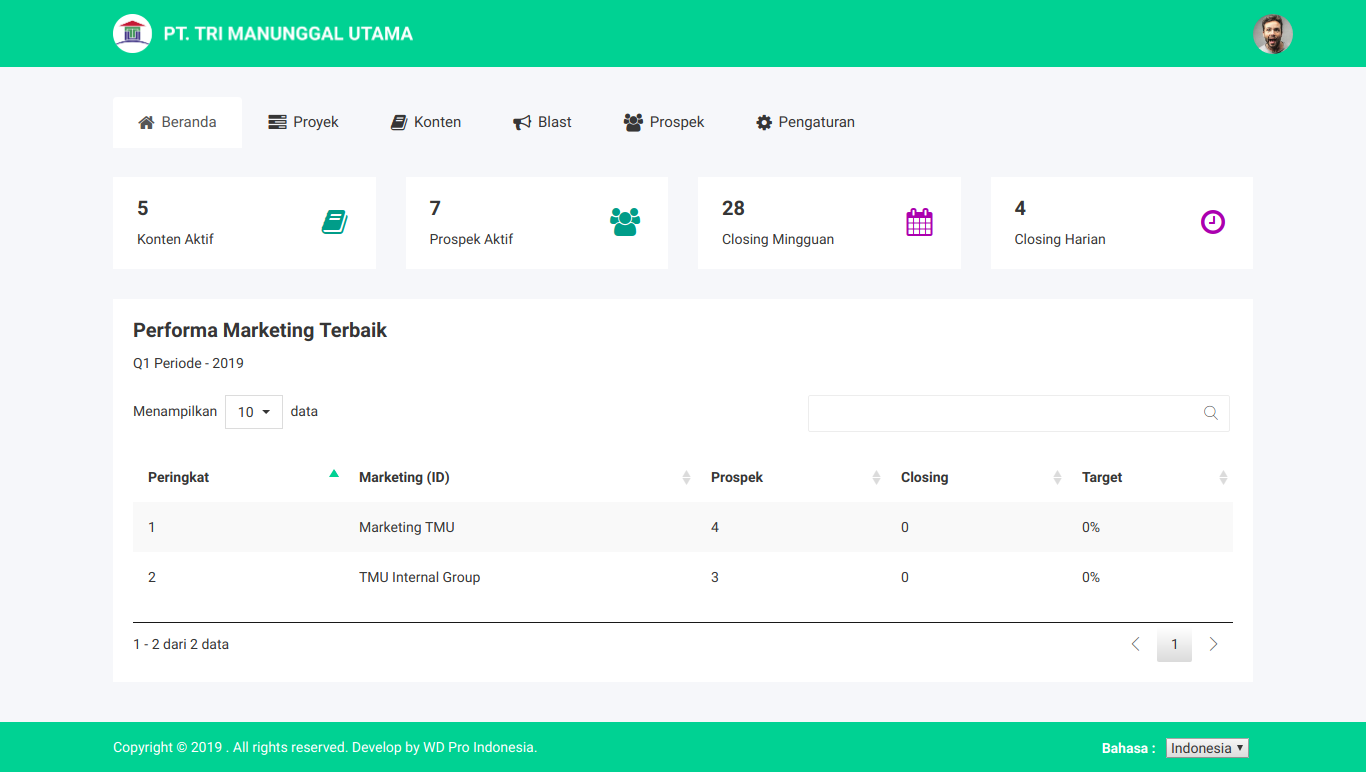 PT. TRI MANUNGGAL UTAMA
Beranda Proyek Konten Blast Prospek Pengaturan
5 7 28 4
Konten Aktif Prospek Aktif Closing Mingguan Closing Harian
Performa Marketing Terbaik
Q1 Periode - 2019
Menampilkan 10 data
Peringkat Marketing (ID) Prospek Closing Target
1 Marketing TMU 4 0 0%
2 TMU Internal Group 3 0 0%
1 - 2 dari 2 data 1
Copyright © 2019 . All rights reserved. Develop by WD Pro Indonesia. Bahasa : Indonesia